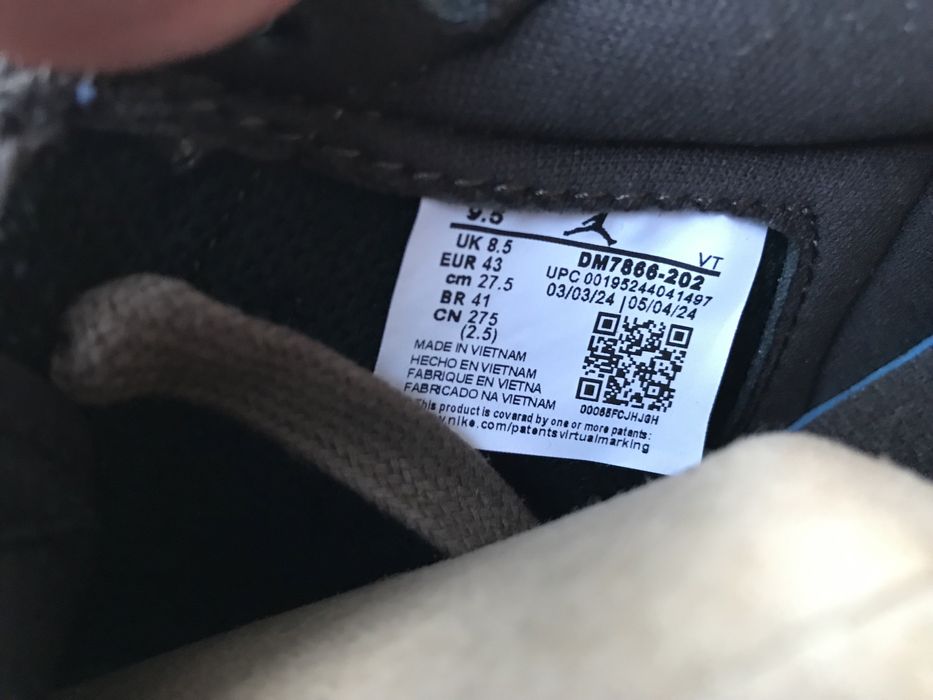 9.5
UK 8.5
EUR 43
cm 27.5
BR 41
CN 275
(2.5)
VT
DM7866-202
UPC 00195244041497
03/03/24 | 05/04/24
00065FCJHJGH
MADE IN VIETNAM
HECHO EN VIETNAM
FABRIQUE EN VIETNA
FABRICADO NA VIETNAM
This product is covered by one or more patents:
.nike.com/patentsvirtualmarking